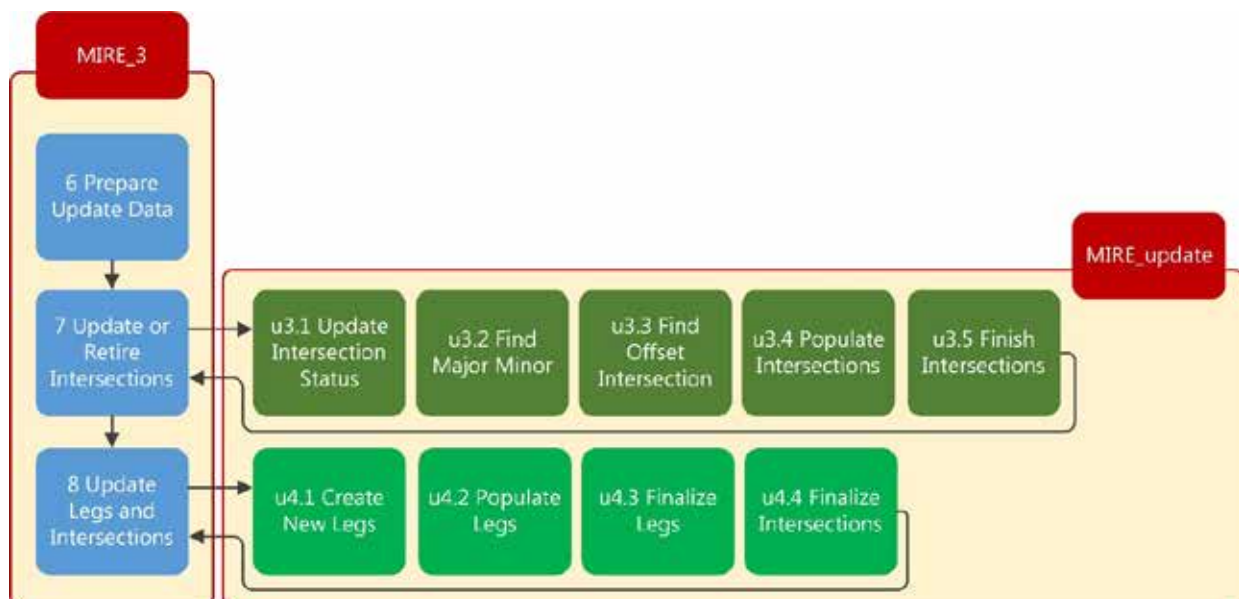 MIRE_3
6 Prepare
Update Data
MIRE_update
7 Update or
Retire
Intersections
u3.1 Update
Intersection
Status
u3.2 Find
Major Minor
u3.3 Find
Offset
Intersection
u3.4 Populate
Intersections
u3.5 Finish
Intersections
8 Update
Legs and
Intersections
u4.1 Create
New Legs
u4.2 Populate
Legs
u4.3 Finalize
Legs
u4.4 Finalize
Intersections